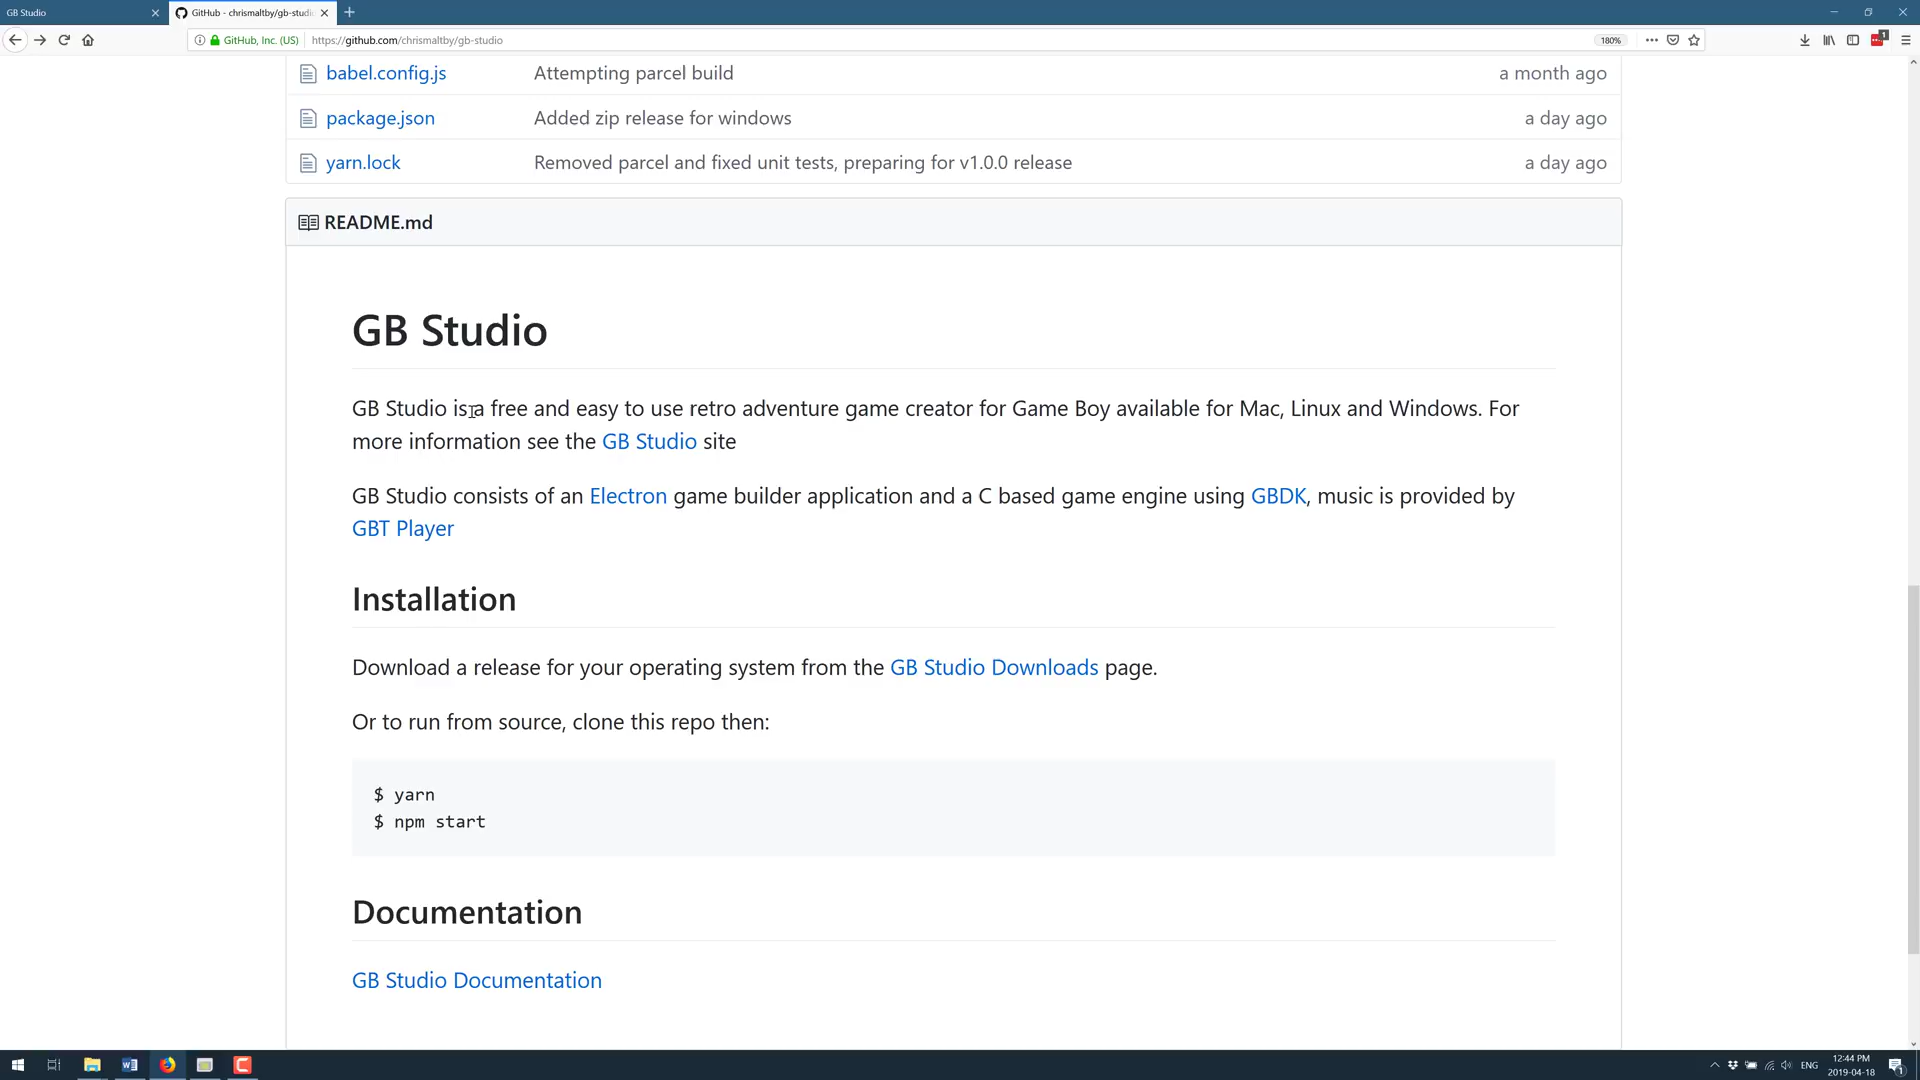 GB Studio
GitHub - chrismaltby/gb-studi
GitHub, Inc. (US)
https://github.com/chrismaltby/gb-studio
180%
1
babel.config.js
Attempting parcel build
a month ago
package.json
Added zip release for windows
a day ago
yarn.lock
Removed parcel and fixed unit tests, preparing for v1.0.0 release
a day ago
README.md
GB Studio
GB Studio is a free and easy to use retro adventure game creator for Game Boy available for Mac, Linux and Windows. For
more information see the GB Studio site
GB Studio consists of an Electron game builder application and a C based game engine using GBDK, music is provided by
GBT Player
Installation
Download a release for your operating system from the GB Studio Downloads page.
Or to run from source, clone this repo then:
$ yarn
$ npm start
Documentation
GB Studio Documentation
ENG
12:44 PM
2019-04-18
1